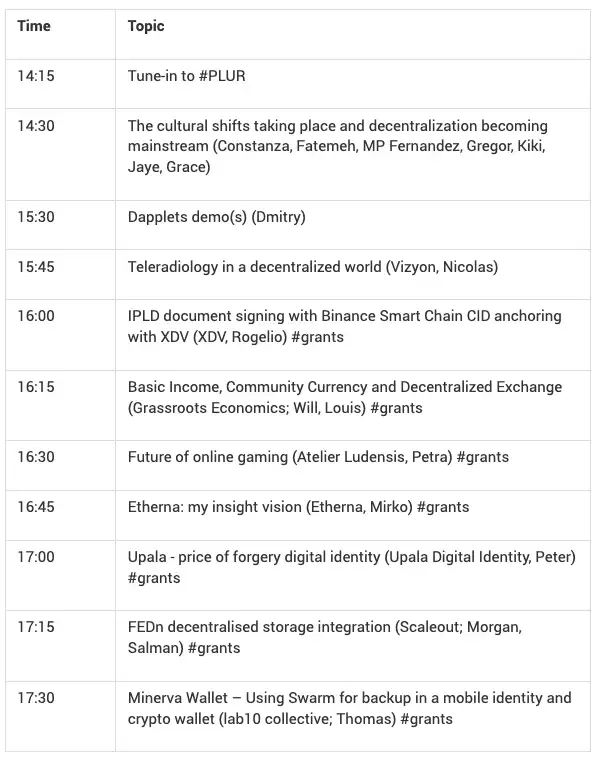 Time Topic
14:15 Tune-in to #PLUR
14:30 The cultural shifts taking place and decentralization becoming
mainstream (Constanza, Fatemeh, MP Fernandez, Gregor, Kiki,
Jaye, Grace)
15:30 Dapplets demo(s) (Dmitry)
15:45 Teleradiology in a decentralized world (Vizyon, Nicolas)
16:00 IPLD document signing with Binance Smart Chain CID anchoring
with XDV (XDV, Rogelio) #grants
16:15 Basic Income, Community Currency and Decentralized Exchange
(Grassroots Economics; Will, Louis) #grants
16:30 Future of online gaming (Atelier Ludensis, Petra) #grants
16:45 Etherna: my insight vision (Etherna, Mirko) #grants
17:00 Upala - price of forgery digital identity (Upala Digital Identity, Peter)
#grants
17:15 FEDn decentralised storage integration (Scaleout; Morgan,
Salman) #grants
17:30 Minerva Wallet – Using Swarm for backup in a mobile identity and
crypto wallet (lab10 collective; Thomas) #grants